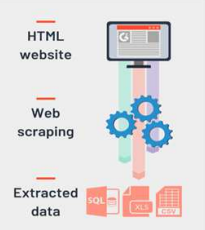 HTML
website
Web
scraping
Extracted
data
SQL
XLS
CSV